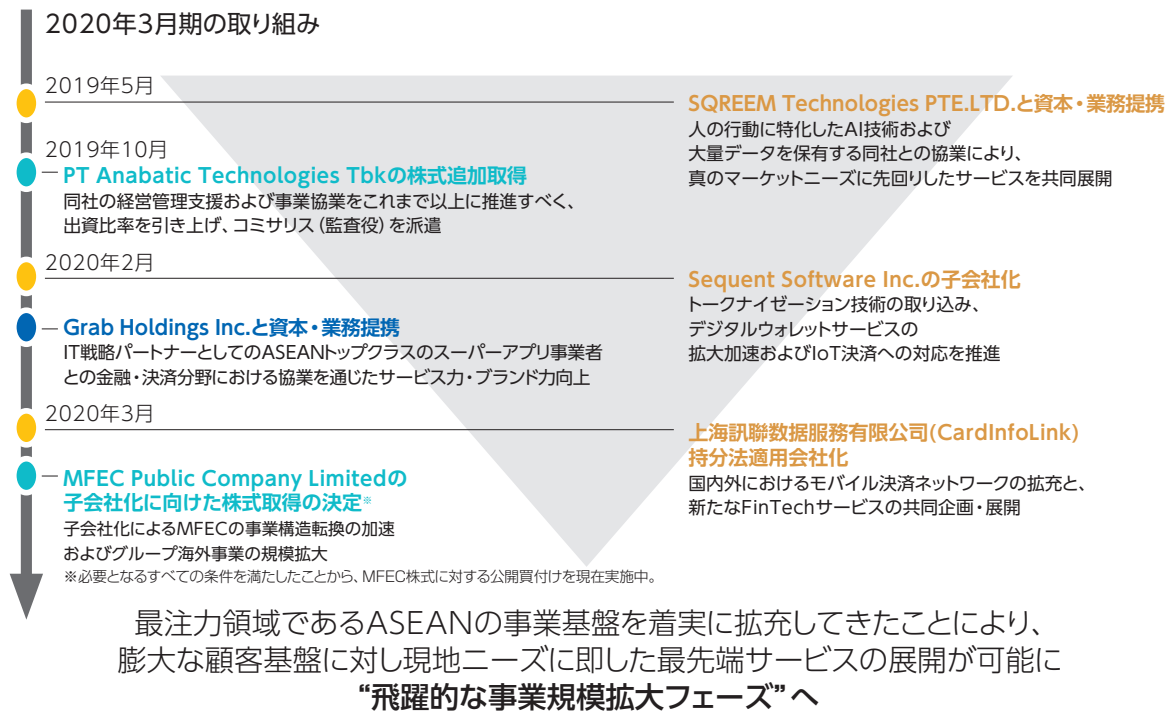 2020年3月期の取り組み
2019年5月
SQREEM Technologies PTE.LTD.と資本・業務提携
人の行動に特化したAI技術および
大量データを保有する同社との協業により、
真のマーケットニーズに先回りしたサービスを共同展開
2019年10月
PT Anabatic Technologies Tbkの株式追加取得
同社の経営管理支援および事業協業をこれまで以上に推進すべく、
出資比率を引き上げ、コミサリス（監査役）を派遣
2020年2月
Sequent Software Inc.の子会社化
トークナイゼーション技術の取り込み、
デジタルウォレットサービスの
拡大加速およびIoT決済への対応を推進
Grab Holdings Inc.と資本・業務提携
IT戦略パートナーとしてのASEANトップクラスのスーパーアプリ事業者
との金融・決済分野における協業を通じたサービス力・ブランド力向上
2020年3月
上海訊聯数据服務有限公司(CardInfoLink)
持分法適用会社化
国内外におけるモバイル決済ネットワークの拡充と、
新たなFinTechサービスの共同企画・展開
MFEC Public Company Limitedの
子会社化に向けた株式取得の決定※
子会社化によるMFECの事業構造転換の加速
およびグループ海外事業の規模拡大
※必要となるすべての条件を満たしたことから、MFEC株式に対する公開買付けを現在実施中。
最注力領域であるASEANの事業基盤を着実に拡充してきたことにより、
膨大な顧客基盤に対し現地ニーズに即した最先端サービスの展開が可能に
“飛躍的な事業規模拡大フェーズ”へ